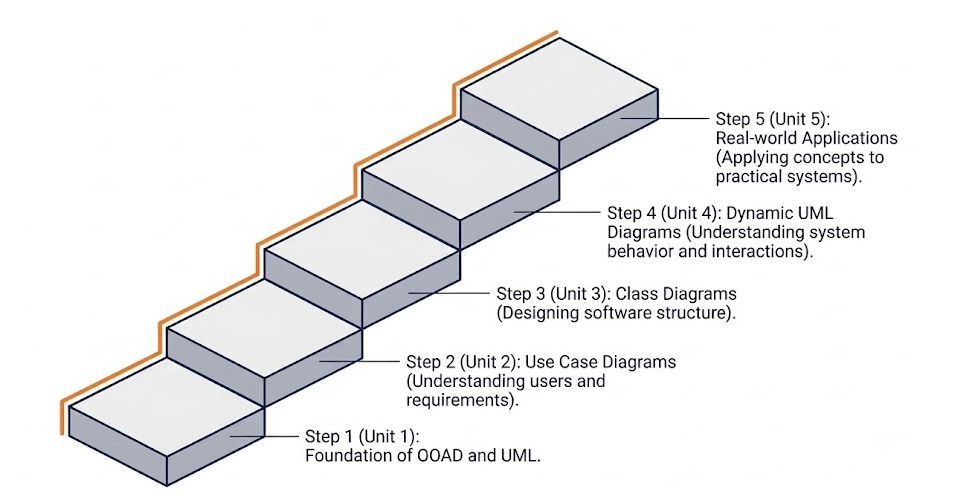 Step 5 (Unit 5):
Real-world Applications
(Applying concepts to
practical systems).
Step 4 (Unit 4): Dynamic UML
Diagrams (Understanding system
behavior and interactions).
Step 3 (Unit 3): Class Diagrams
(Designing software structure).
Step 2 (Unit 2): Use Case Diagrams
(Understanding users and
requirements).
Step 1 (Unit 1):
Foundation of OOAD and UML.